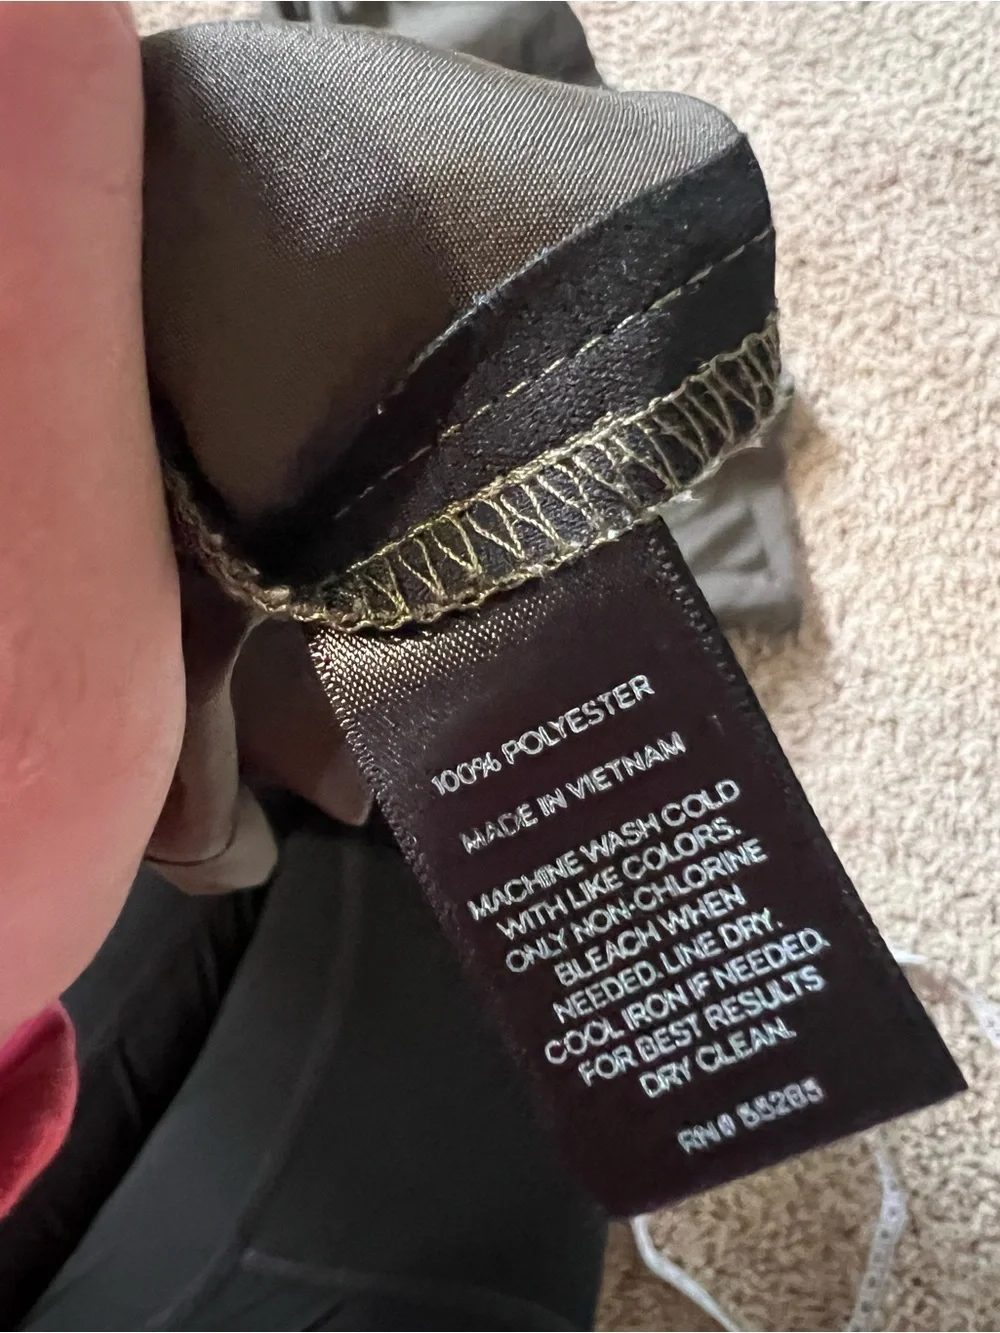 100% POLYESTER
MADE IN VIETNAM
MACHINE WASH COLD
WITH LIKE COLORS.
ONLY NON-CHLORINE
BLEACH WHEN
NEEDED. LINE DRY.
COOL IRON IF NEEDED.
FOR BEST RESULTS
DRY CLEAN.
RN#